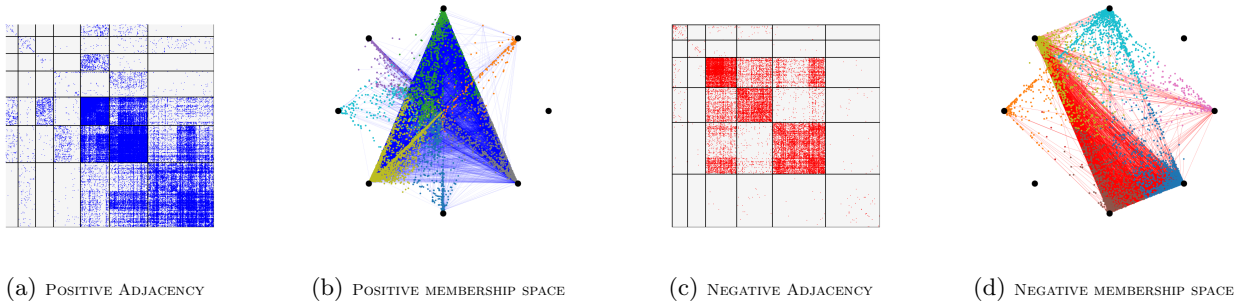 (a) Positive Adjacency
(b) Positive membership space
(c) Negative Adjacency
(d) Negative membership space